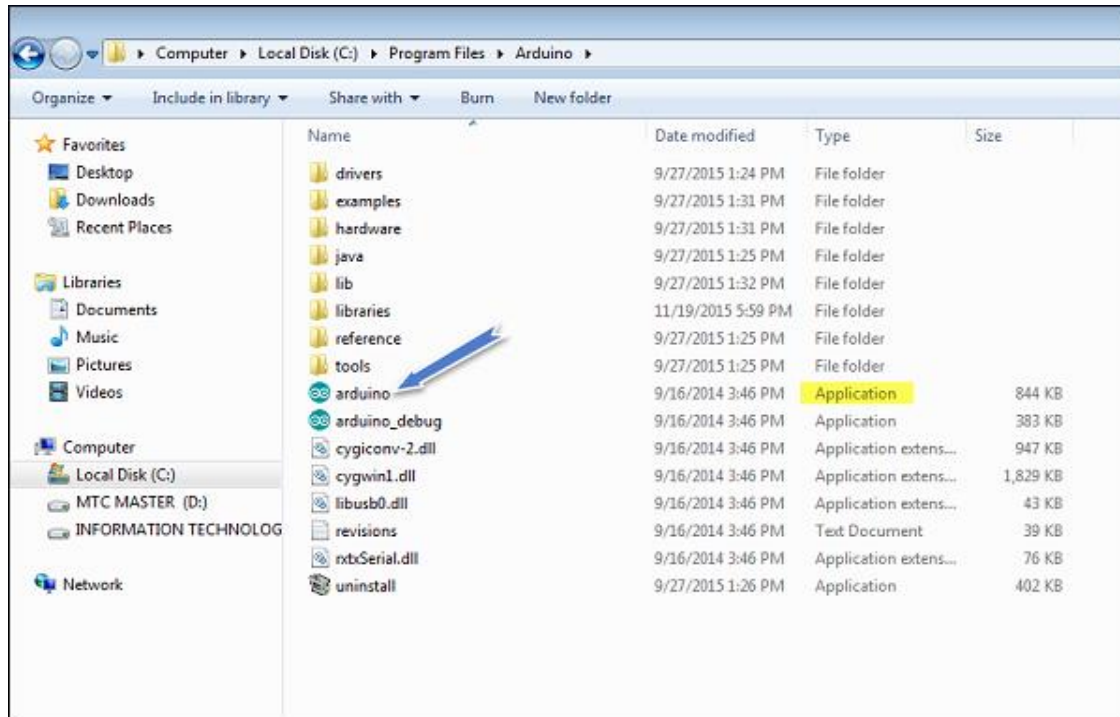 Computer Local Disk (C:) Program Files Arduino
Organize Include in library Share with Burn New folder
Favorites
Desktop
Downloads
Recent Places
Libraries
Documents
Music
Pictures
Videos
Computer
Local Disk (C:)
MTC MASTER (D:)
INFORMATION TECHNOLOG
Network
Name Date modified Type Size
drivers 9/27/2015 1:24 PM File folder
examples 9/27/2015 1:31 PM File folder
hardware 9/27/2015 1:31 PM File folder
java 9/27/2015 1:25 PM File folder
lib 9/27/2015 1:32 PM File folder
libraries 11/19/2015 5:59 PM File folder
reference 9/27/2015 1:25 PM File folder
tools 9/27/2015 1:25 PM File folder
arduino 9/16/2014 3:46 PM Application 844 KB
arduino_debug 9/16/2014 3:46 PM Application 383 KB
cygiconv-2.dll 9/16/2014 3:46 PM Application extens... 947 KB
cygwin1.dll 9/16/2014 3:46 PM Application extens... 1,829 KB
libusb0.dll 9/16/2014 3:46 PM Application extens... 43 KB
revisions 9/16/2014 3:46 PM Text Document 39 KB
rxtxSerial.dll 9/16/2014 3:46 PM Application extens... 76 KB
uninstall 9/27/2015 1:26 PM Application 402 KB